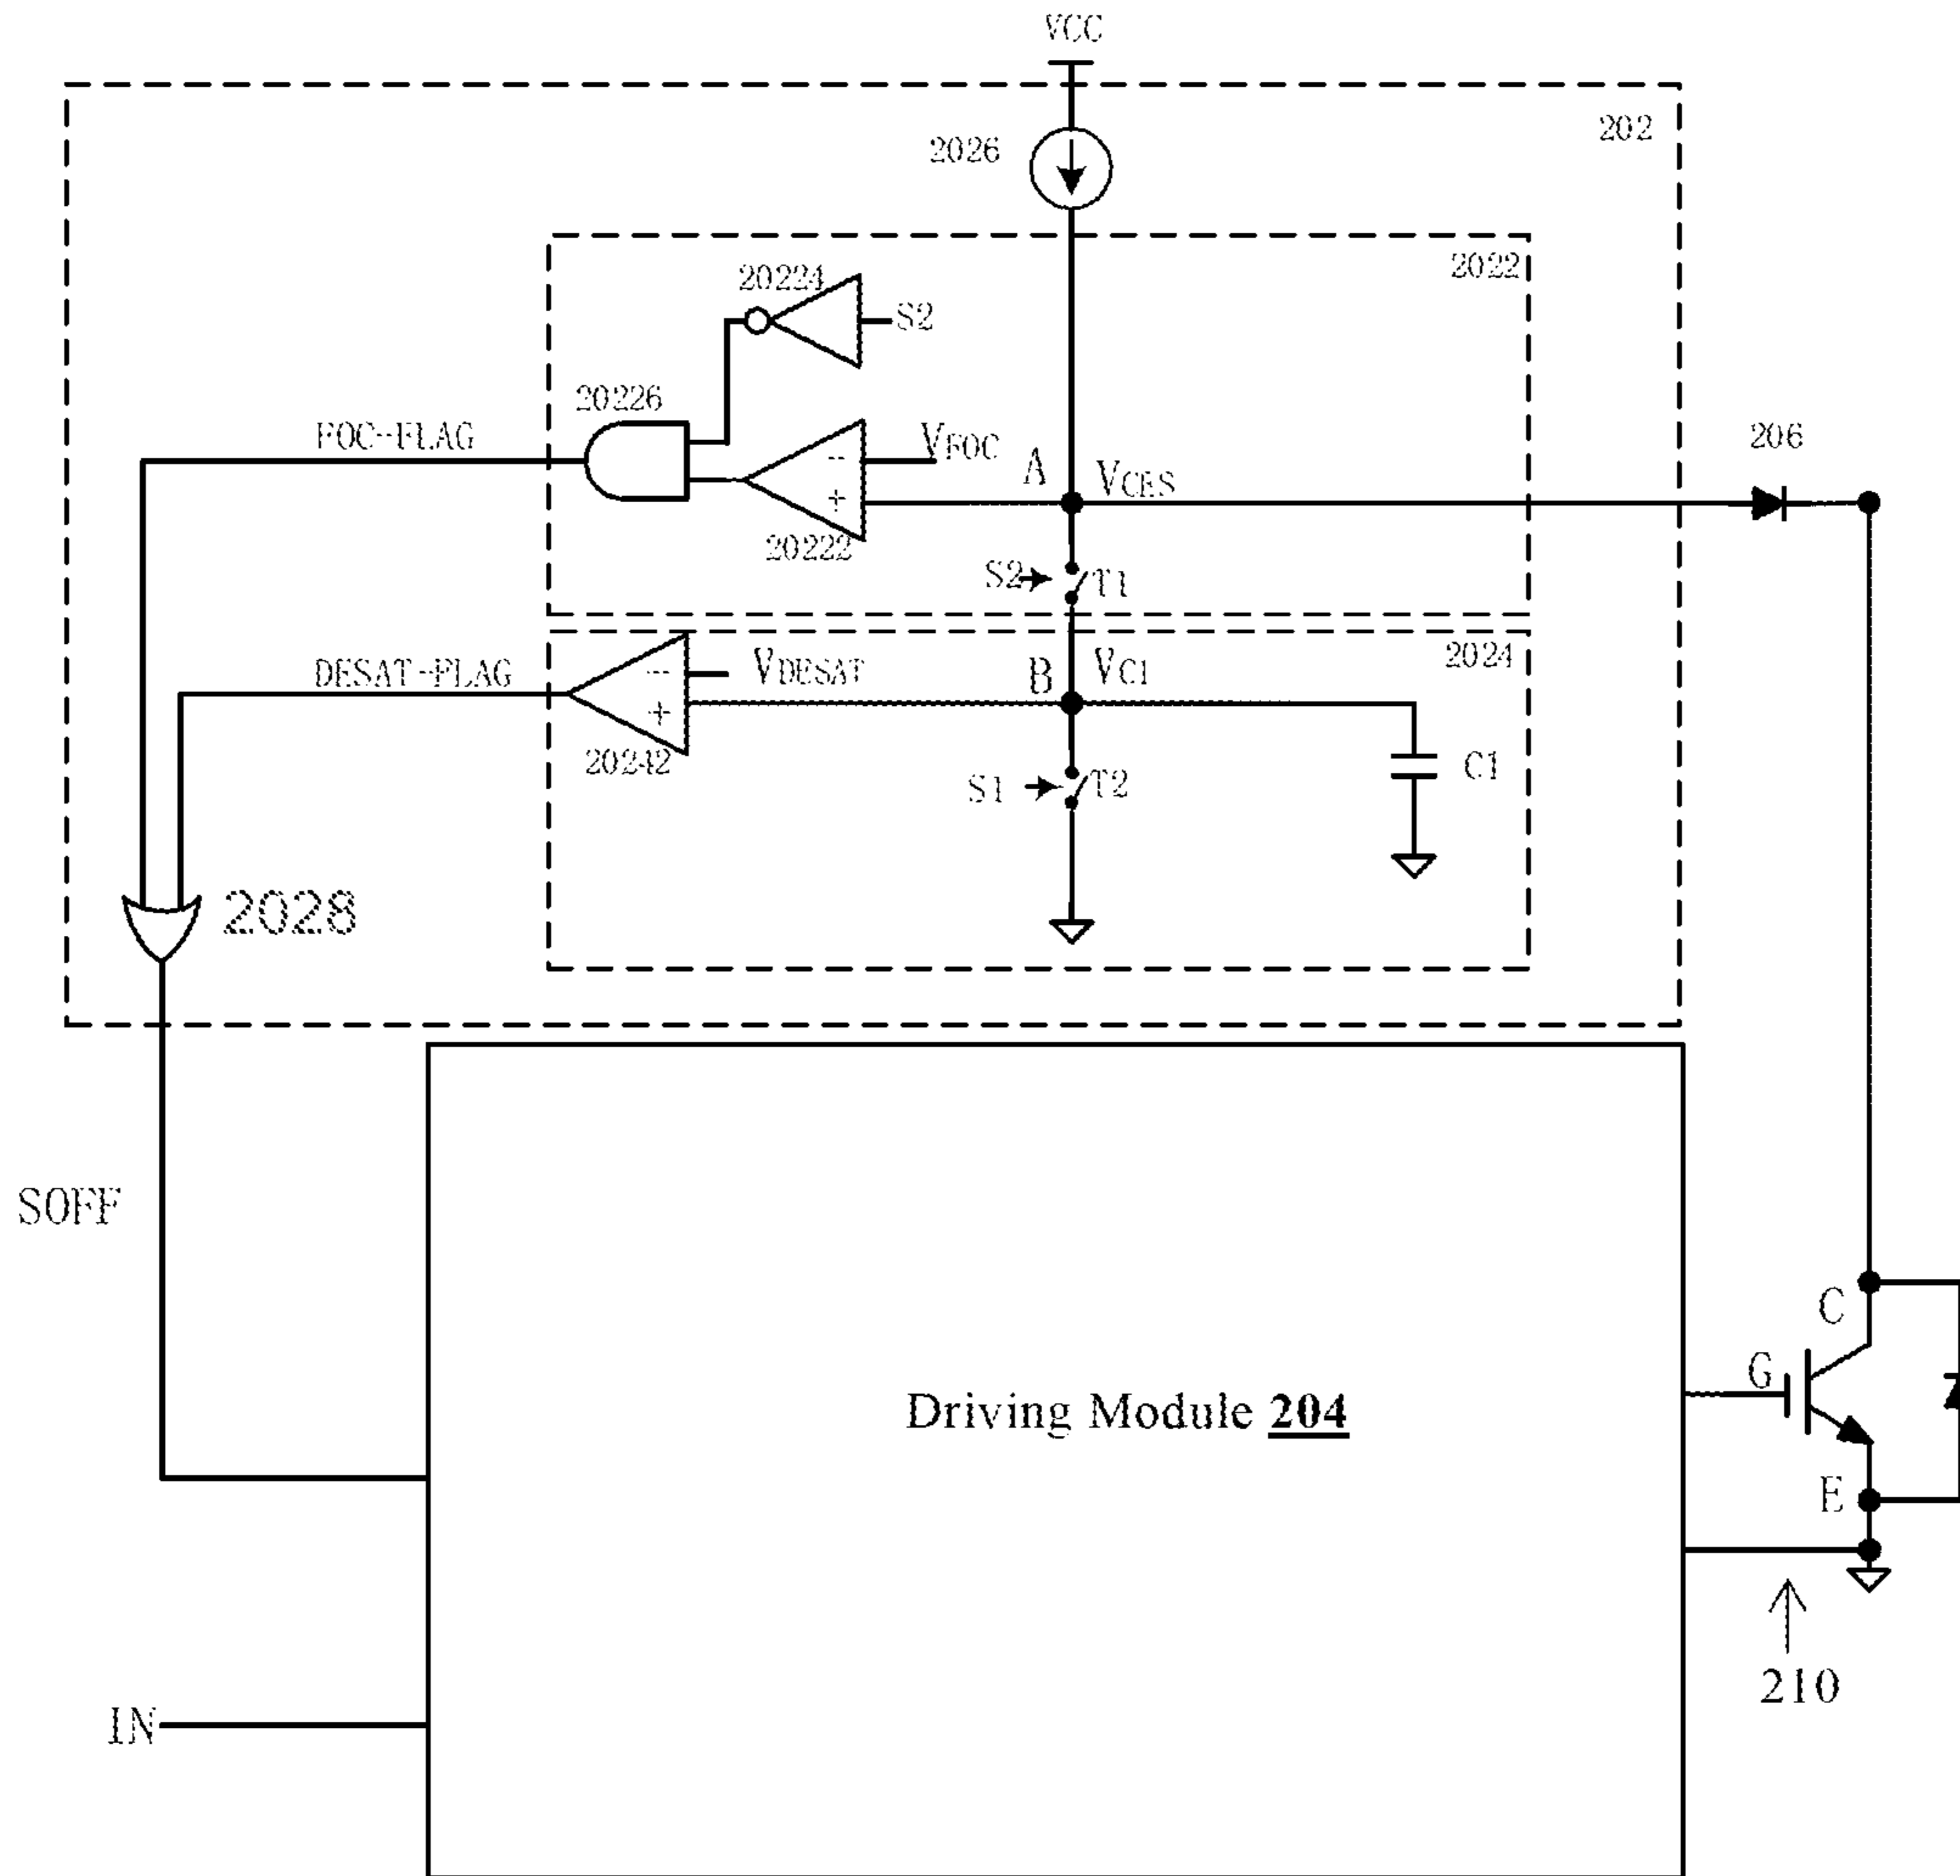 VCC
202
2026
2022
20224
S2
20226
FOC-FLAG
VFOC
A
VCES
206
- 
+
20222
S2
T1
2024
DESAT-FLAG
VDESAT
B
VC1
-
+
20242
S1
T2
C1
2028
SOFF
C
G
Driving Module 204
E
210
IN